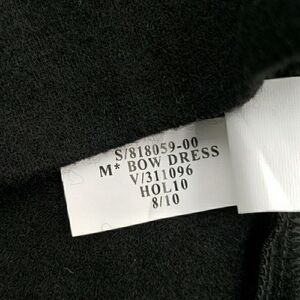 S/818059-00
M* BOW DRESS
V/311096
HOL10
8/10